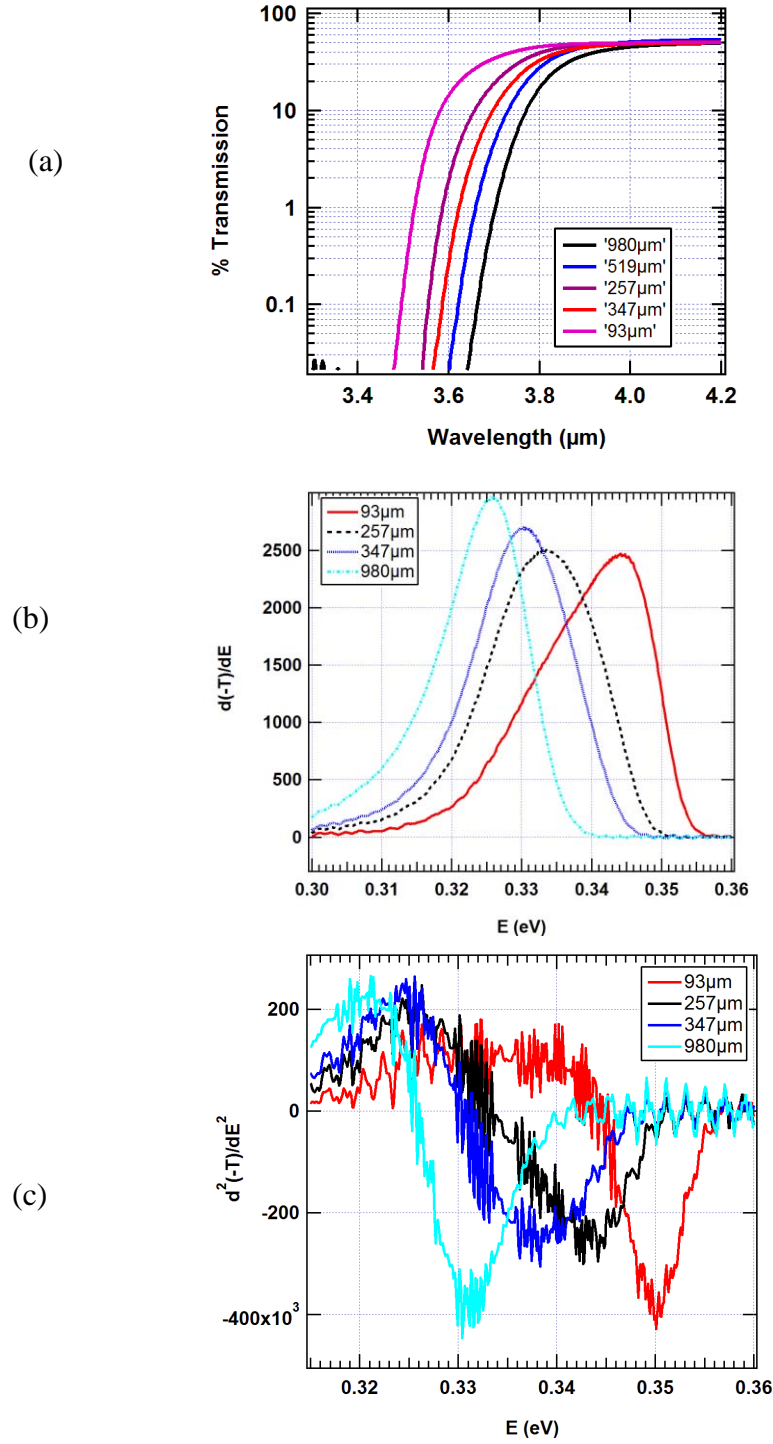 (a)
% Transmission
100
10
1
0.1
'980µm'
'519µm'
'257µm'
'347µm'
'93µm'
3.4 3.6 3.8 4.0 4.2
Wavelength (µm)
(b)
d(-T)/dE
2500
2000
1500
1000
500
0
93µm
257µm
347µm
980µm
0.30 0.31 0.32 0.33 0.34 0.35 0.36
E (eV)
(c)
d²(-T)/dE²
200
0
-200
-400x10³
93µm
257µm
347µm
980µm
0.32 0.33 0.34 0.35 0.36
E (eV)